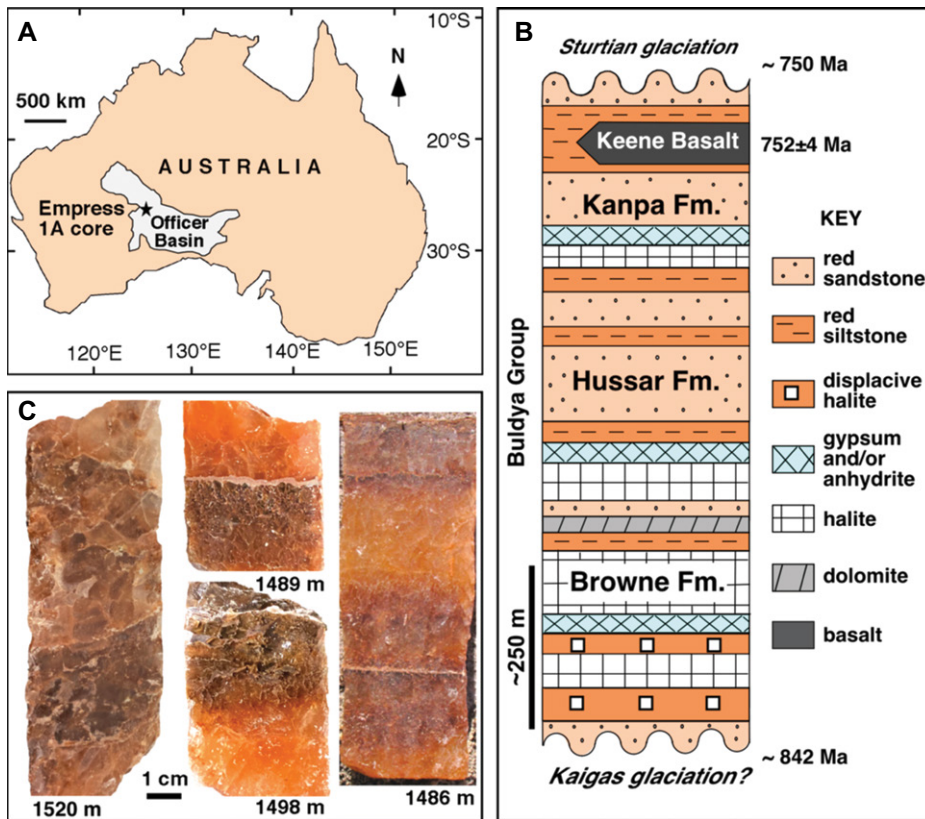 A
10°S
N
500 km
20°S
AUSTRALIA
Empress
1A core
Officer
Basin
30°S
120°E
130°E
140°E
150°E
B
Sturtian glaciation
~ 750 Ma
Keene Basalt
752±4 Ma
Kanpa Fm.
Hussar Fm.
Browne Fm.
Buldya Group
~250 m
~ 842 Ma
Kaigas glaciation?
KEY
red
sandstone
red
siltstone
displacive
halite
gypsum
and/or
anhydrite
halite
dolomite
basalt
C
1489 m
1 cm
1520 m
1498 m
1486 m